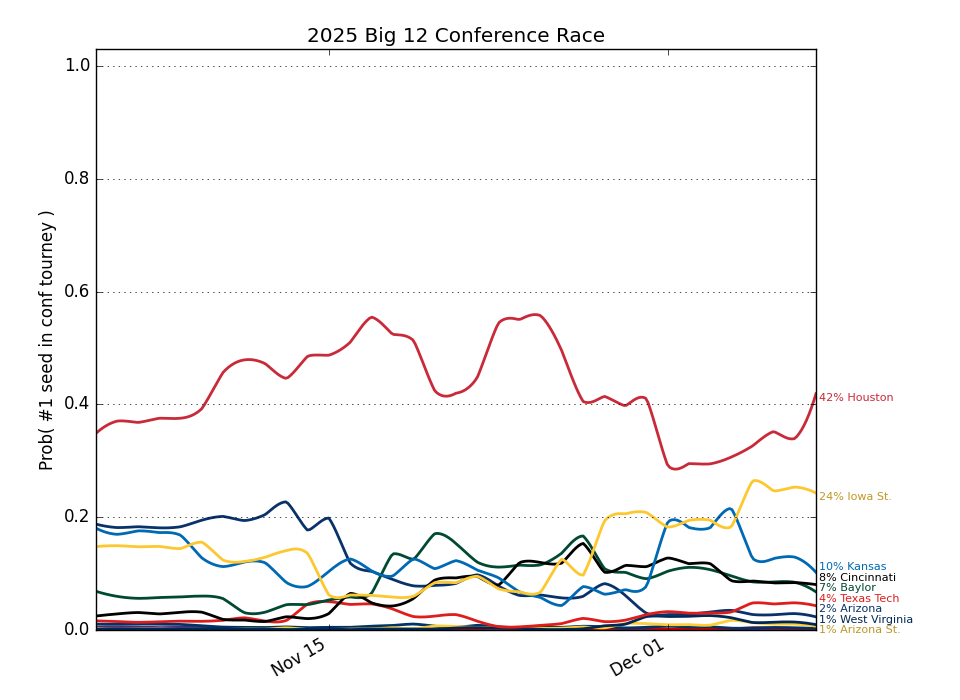 2025 Big 12 Conference Race
1.0
0.8
0.6
0.4
0.2
0.0
Prob( #1 seed in conf tourney )
Nov 15
Dec 01
42% Houston
24% Iowa St.
10% Kansas
8% Cincinnati
7% Baylor
4% Texas Tech
2% Arizona
1% West Virginia
1% Arizona St.